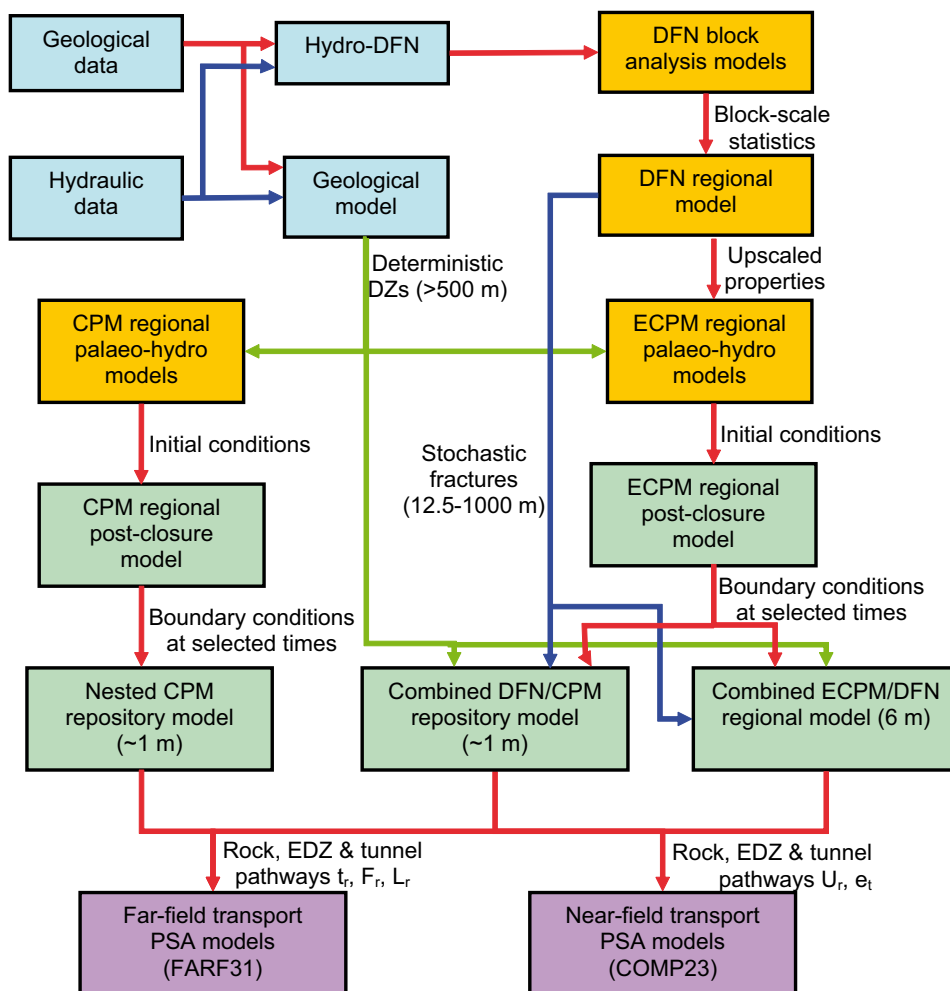 Geological
data
Hydro-DFN
DFN block
analysis models
Block-scale
statistics
Hydraulic
data
Geological
model
DFN regional
model
Deterministic
DZs (>500 m)
Upscaled
properties
CPM regional
palaeo-hydro
models
ECPM regional
palaeo-hydro
models
Initial conditions
Stochastic
fractures
(12.5-1000 m)
Initial conditions
CPM regional
post-closure
model
ECPM regional
post-closure
model
Boundary conditions
at selected times
Boundary conditions
at selected times
Nested CPM
repository model
(~1 m)
Combined DFN/CPM
repository model
(~1 m)
Combined ECPM/DFN
regional model (6 m)
Rock, EDZ & tunnel
pathways tr, Fr, Lr
Rock, EDZ & tunnel
pathways Ur, et
Far-field transport
PSA models
(FARF31)
Near-field transport
PSA models
(COMP23)